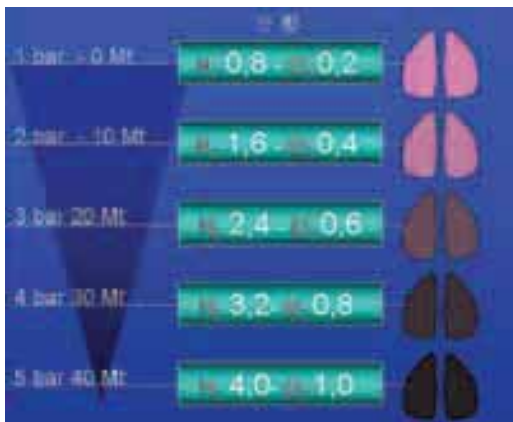 1 bar - 0 Mt 0,8 - 0,2
2 bar - 10 Mt 1,6 - 0,4
3 bar 20 Mt 2,4 - 0,6
4 bar 30 Mt 3,2 - 0,8
5 bar 40 Mt 4,0 - 1,0